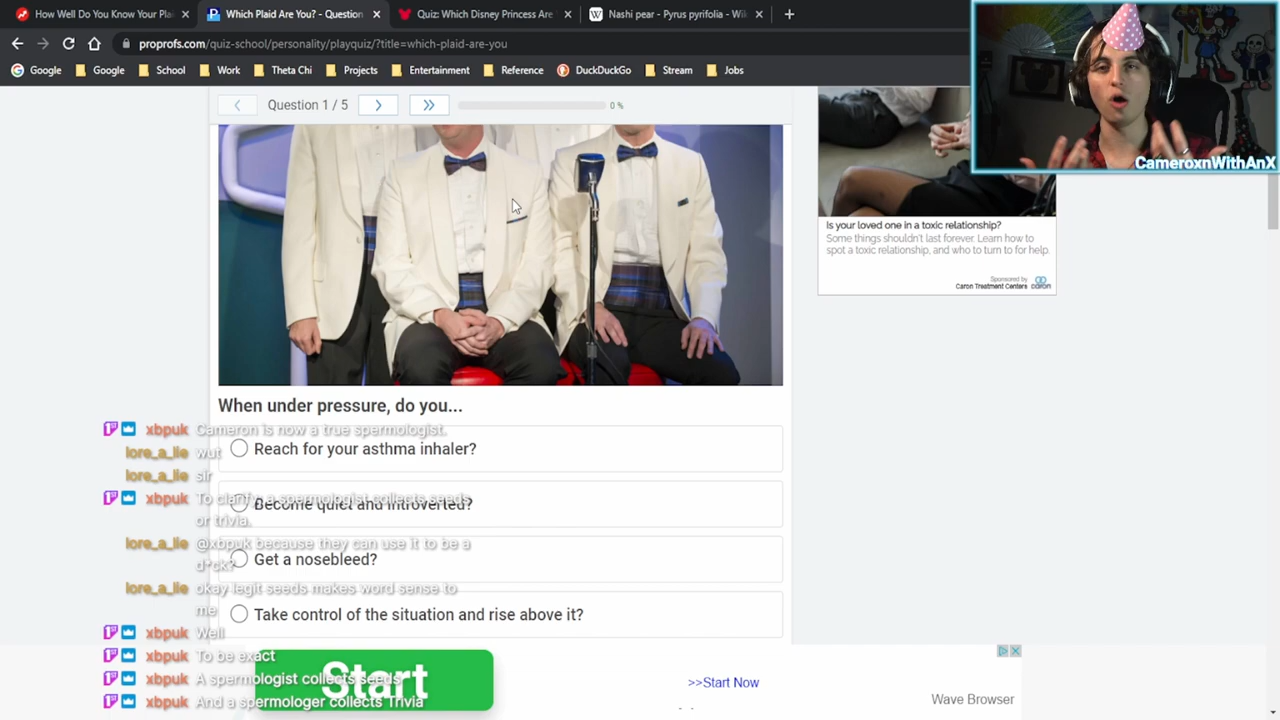 How Well Do You Know Your Plai
Which Plaid Are You? - Question
Quiz: Which Disney Princess Are
Nashi pear - Pyrus pyrifolia - Wik
proprofs.com/quiz-school/personality/playquiz/?title=which-plaid-are-you
Google
Google
School
Work
Theta Chi
Projects
Reference
DuckDuckGo
Stream
Jobs
CameroxnWithAnX
Question 1 / 5
0 %
Is your loved one in a toxic relationship?
Some things shouldn't last forever. Learn how to
spot a toxic relationship, and who to turn to for help.
Sponsored by
Caron Treatment Centers
caron
When under pressure, do you...
Reach for your asthma inhaler?
Become quiet and introverted?
Get a nosebleed?
Take control of the situation and rise above it?
xbpuk Cameron is now a true spermologist.
lore_a_lie wut
lore_a_lie sir
xbpuk To clarify, a spermologist collects seeds
or trivia.
lore_a_lie @xbpuk because they can use it to be a
d*ck?
lore_a_lie okay legit seeds makes word sense to
me
xbpuk Well
xbpuk To be exact
xbpuk A spermologist collects seeds
xbpuk And a spermologer collects Trivia
Start
>>Start Now
Wave Browser